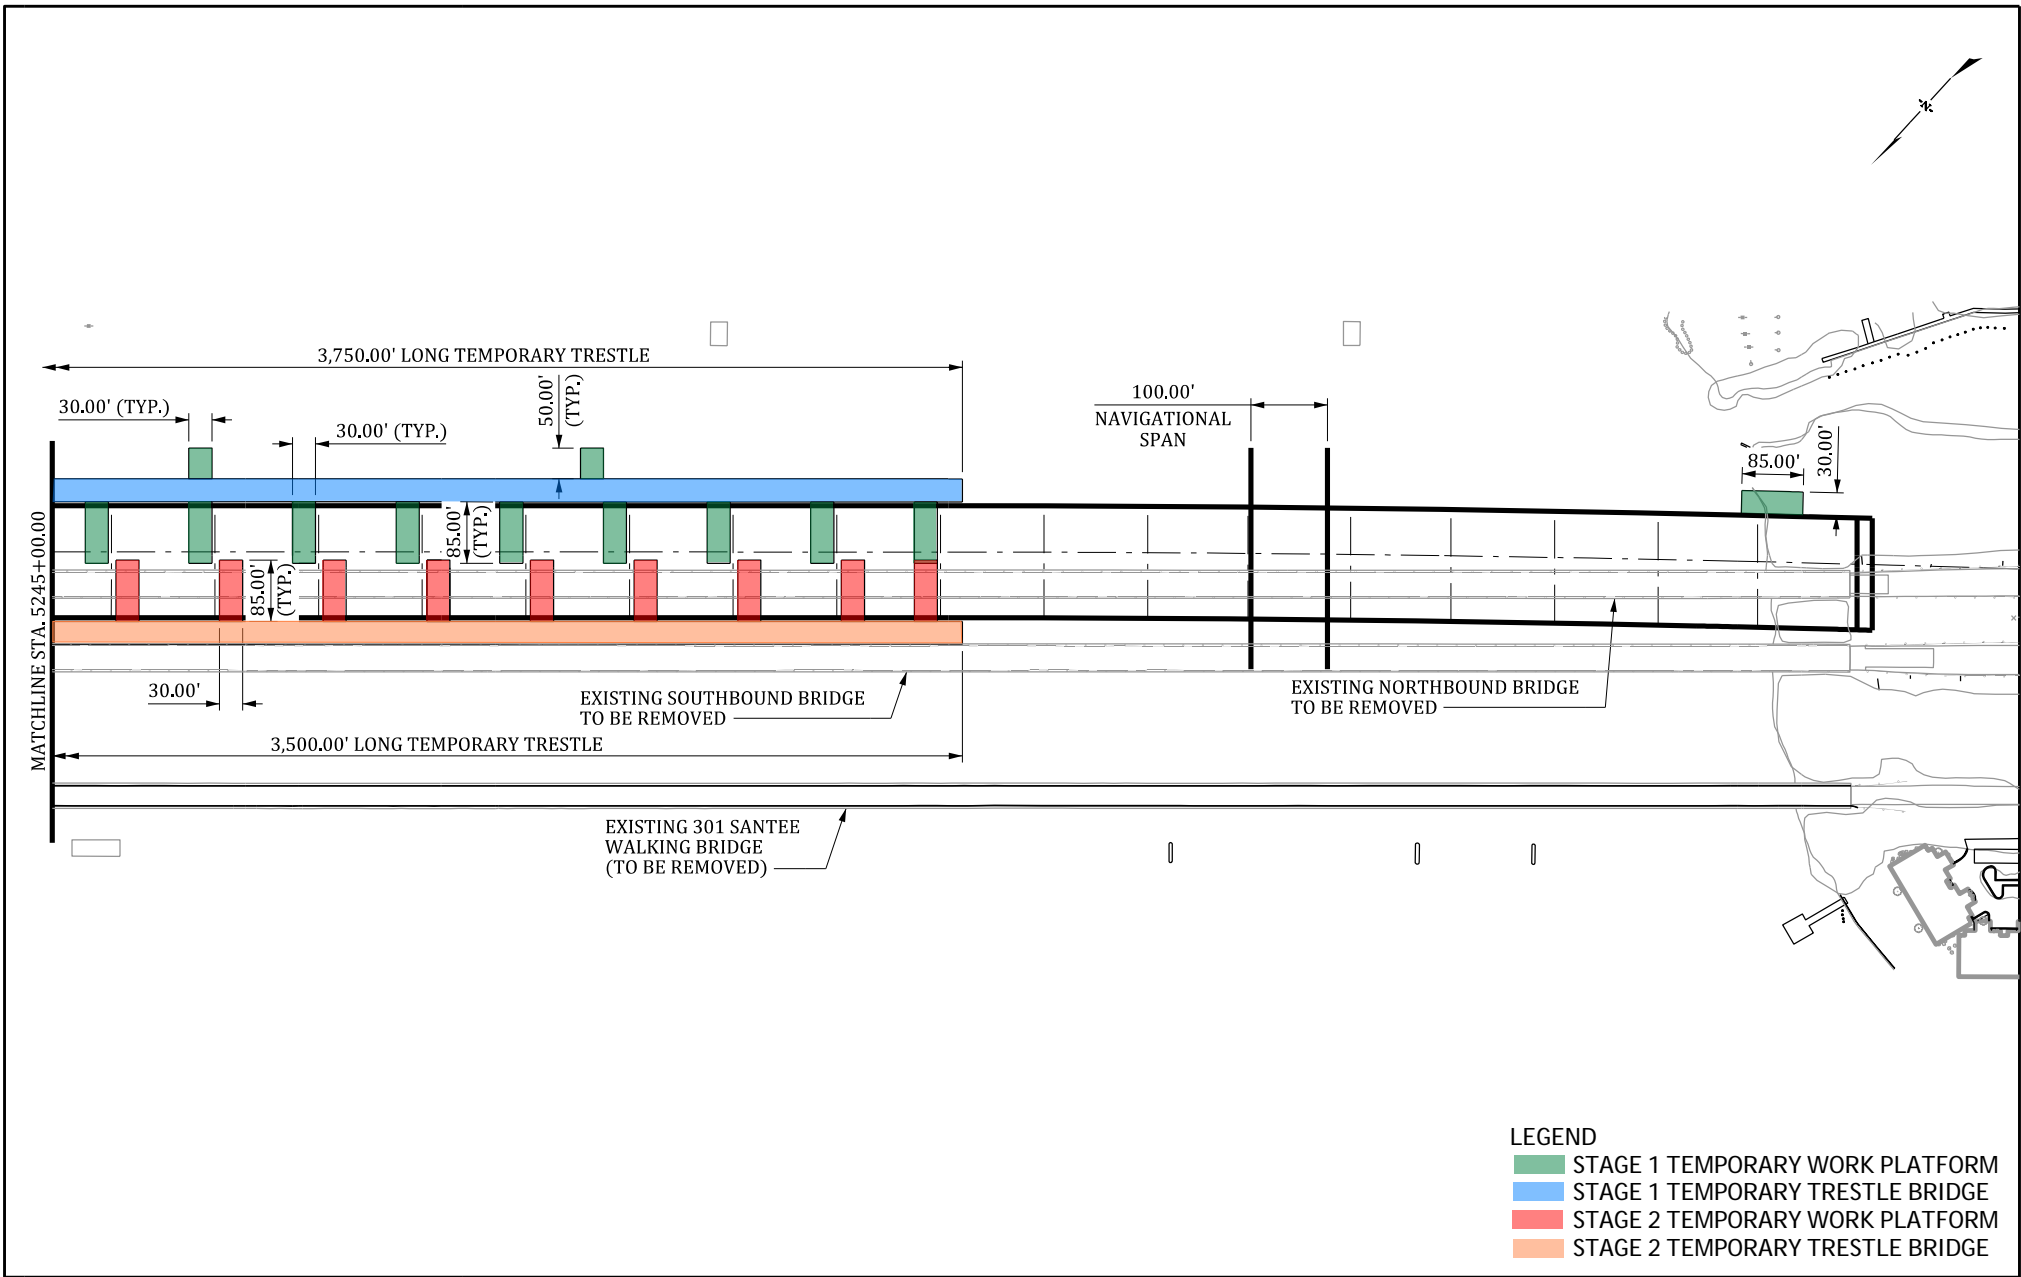 N
3,750.00' LONG TEMPORARY TRESTLE
30.00' (TYP.)
30.00' (TYP.)
50.00'
(TYP.)
100.00'
NAVIGATIONAL
SPAN
85.00'
30.00'
85.00'
(TYP.)
85.00'
(TYP.)
MATCHLINE STA. 5245+00.00
30.00'
EXISTING SOUTHBOUND BRIDGE
TO BE REMOVED
EXISTING NORTHBOUND BRIDGE
TO BE REMOVED
3,500.00' LONG TEMPORARY TRESTLE
EXISTING 301 SANTEE
WALKING BRIDGE
(TO BE REMOVED)
LEGEND
STAGE 1 TEMPORARY WORK PLATFORM
STAGE 1 TEMPORARY TRESTLE BRIDGE
STAGE 2 TEMPORARY WORK PLATFORM
STAGE 2 TEMPORARY TRESTLE BRIDGE